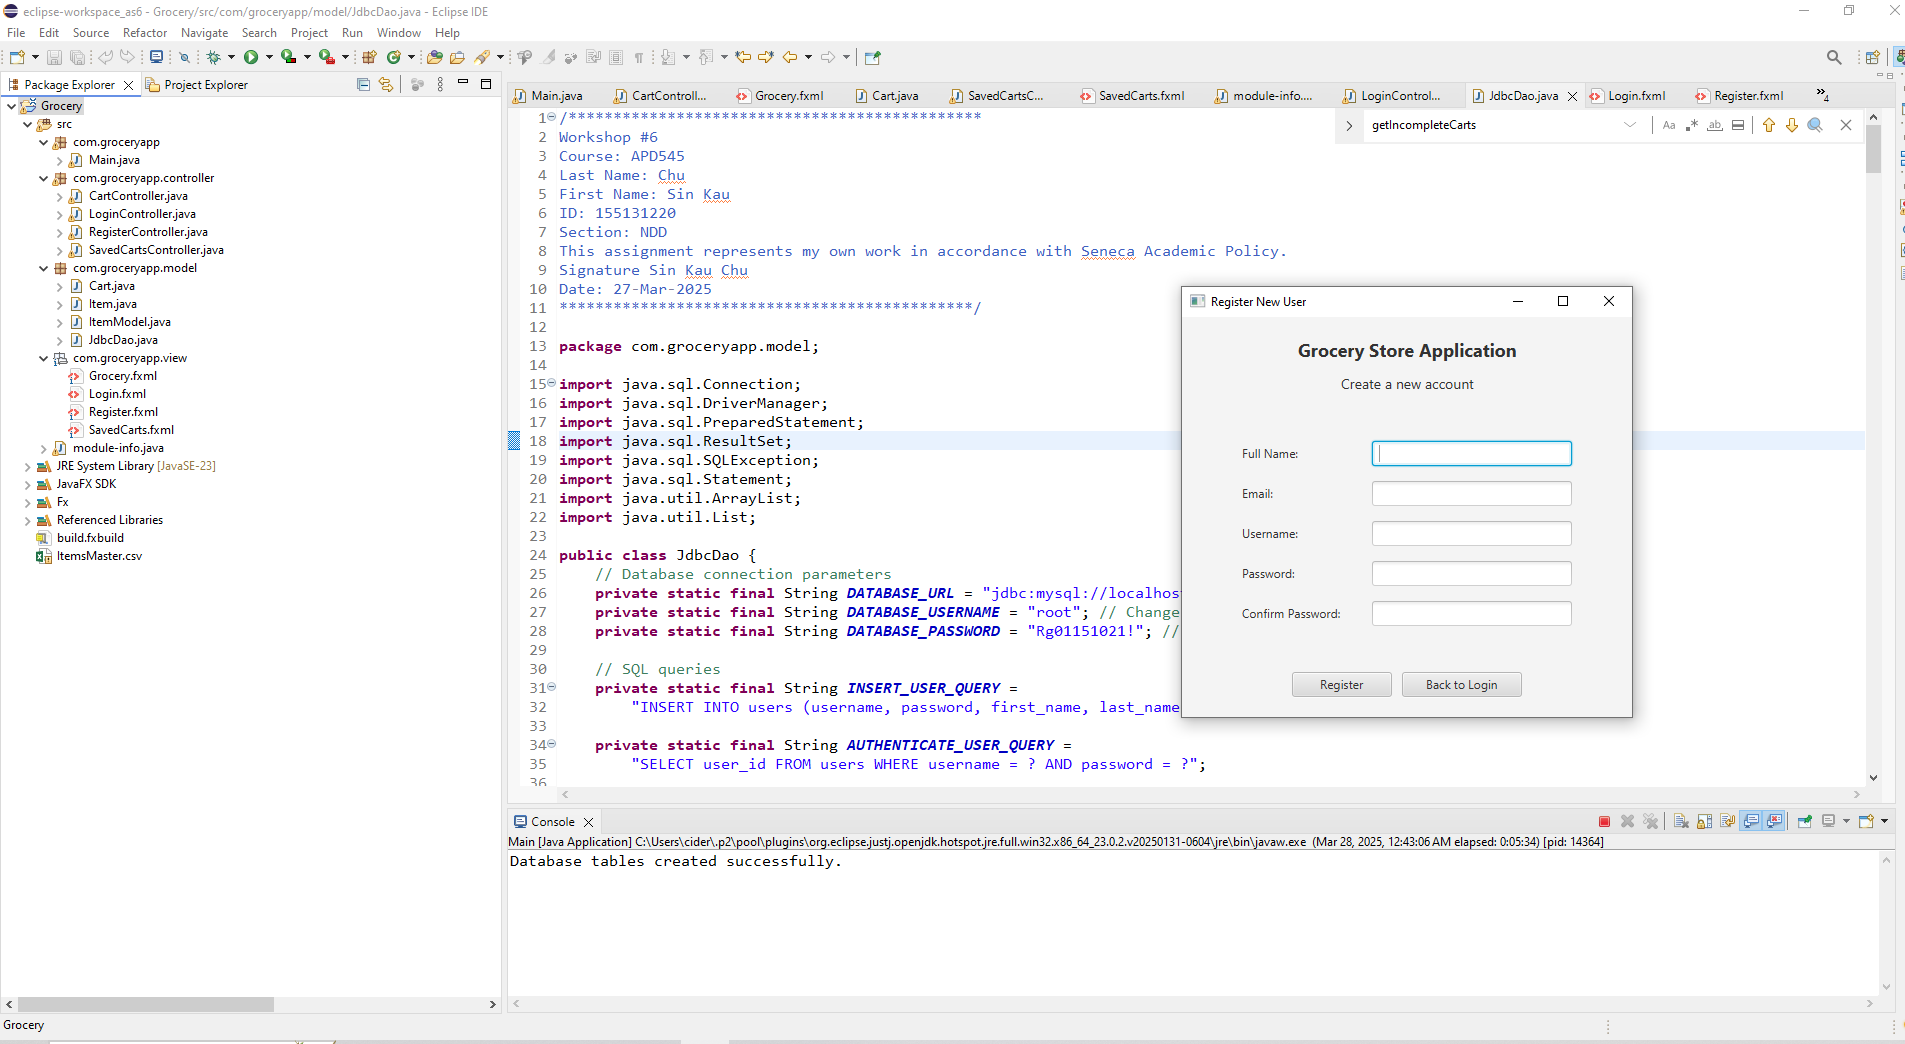 eclipse-workspace_as6 - Grocery/src/com/groceryapp/model/JdbcDao.java - Eclipse IDE
File Edit Source Refactor Navigate Search Project Run Window Help
Package Explorer Project Explorer
Grocery
src
com.groceryapp
Main.java
com.groceryapp.controller
CartController.java
LoginController.java
RegisterController.java
SavedCartsController.java
com.groceryapp.model
Cart.java
Item.java
ItemModel.java
JdbcDao.java
com.groceryapp.view
Grocery.fxml
Login.fxml
Register.fxml
SavedCarts.fxml
module-info.java
JRE System Library [JavaSE-23]
JavaFX SDK
Fx
Referenced Libraries
build.fxbuild
ItemsMaster.csv
Main.java CartControll... Grocery.fxml Cart.java SavedCartsC... SavedCarts.fxml module-info.... LoginControl... JdbcDao.java Login.fxml Register.fxml »4
getIncompleteCarts
Aa .* ab
1 /**********************************************
2 Workshop #6
3 Course: APD545
4 Last Name: Chu
5 First Name: Sin Kau
6 ID: 155131220
7 Section: NDD
8 This assignment represents my own work in accordance with Seneca Academic Policy.
9 Signature Sin Kau Chu
10 Date: 27-Mar-2025
11 **********************************************/
12
13 package com.groceryapp.model;
14
15 import java.sql.Connection;
16 import java.sql.DriverManager;
17 import java.sql.PreparedStatement;
18 import java.sql.ResultSet;
19 import java.sql.SQLException;
20 import java.sql.Statement;
21 import java.util.ArrayList;
22 import java.util.List;
23
24 public class JdbcDao {
25 // Database connection parameters
26 private static final String DATABASE_URL = "jdbc:mysql://localhos
27 private static final String DATABASE_USERNAME = "root"; // Change
28 private static final String DATABASE_PASSWORD = "Rg01151021!"; //
29
30 // SQL queries
31 private static final String INSERT_USER_QUERY =
32 "INSERT INTO users (username, password, first_name, last_name
33
34 private static final String AUTHENTICATE_USER_QUERY =
35 "SELECT user_id FROM users WHERE username = ? AND password = ?";
36
Register New User
Grocery Store Application
Create a new account
Full Name:
Email:
Username:
Password:
Confirm Password:
Register Back to Login
Console
Main [Java Application] C:\Users\cider\.p2\pool\plugins\org.eclipse.justj.openjdk.hotspot.jre.full.win32.x86_64_23.0.2.v20250131-0604\jre\bin\javaw.exe (Mar 28, 2025, 12:43:06 AM elapsed: 0:05:34) [pid: 14364]
Database tables created successfully.
Grocery